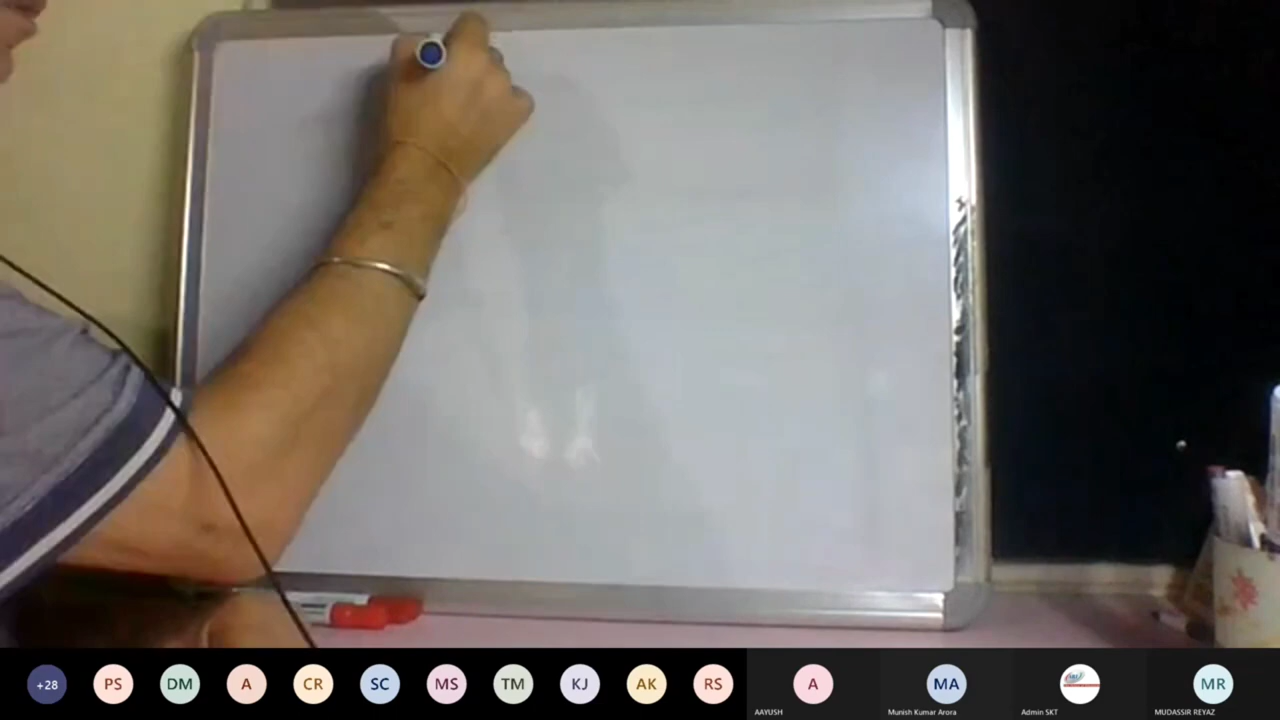 +28
PS
DM
A
CR
SC
MS
TM
KJ
AK
RS
A
MA
MR
AAYUSH
Munish Kumar Arora
Admin SKT
MUDASSIR REYAZ